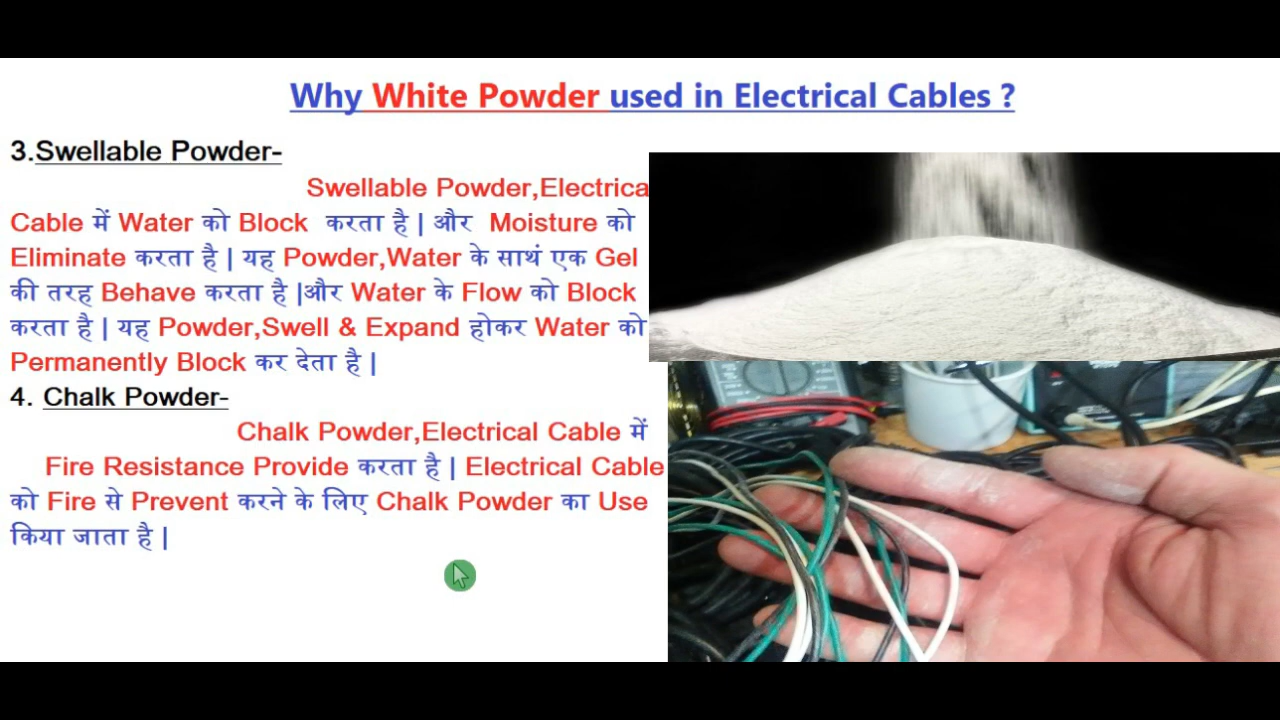 Why White Powder used in Electrical Cables ?
3.Swellable Powder-
Swellable Powder,Electrica
Cable में Water को Block करता है | और Moisture को
Eliminate करता है | यह Powder,Water के साथं एक Gel
की तरह Behave करता है |और Water के Flow को Block
करता है | यह Powder,Swell & Expand होकर Water को
Permanently Block कर देता है |
4. Chalk Powder-
Chalk Powder,Electrical Cable में
Fire Resistance Provide करता है | Electrical Cable
को Fire से Prevent करने के लिए Chalk Powder का Use
किया जाता है |